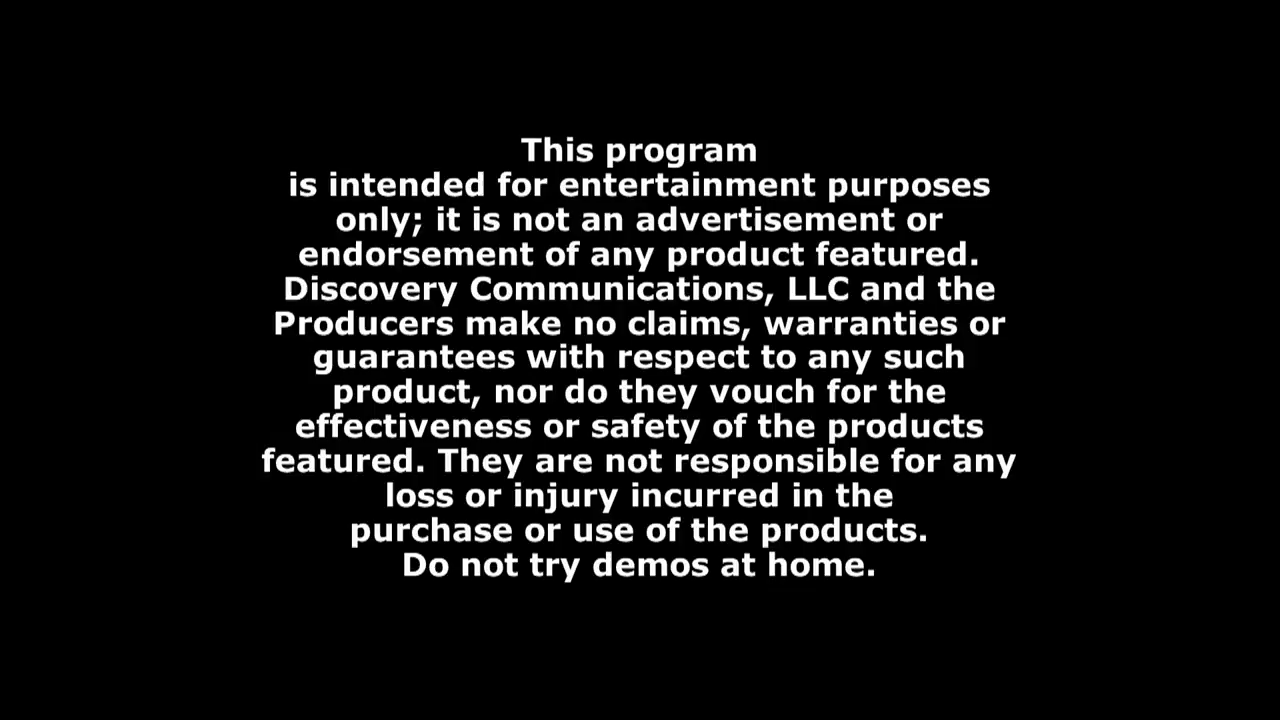 This program
is intended for entertainment purposes
only; it is not an advertisement or
endorsement of any product featured.
Discovery Communications, LLC and the
Producers make no claims, warranties or
guarantees with respect to any such
product, nor do they vouch for the
effectiveness or safety of the products
featured. They are not responsible for any
loss or injury incurred in the
purchase or use of the products.
Do not try demos at home.